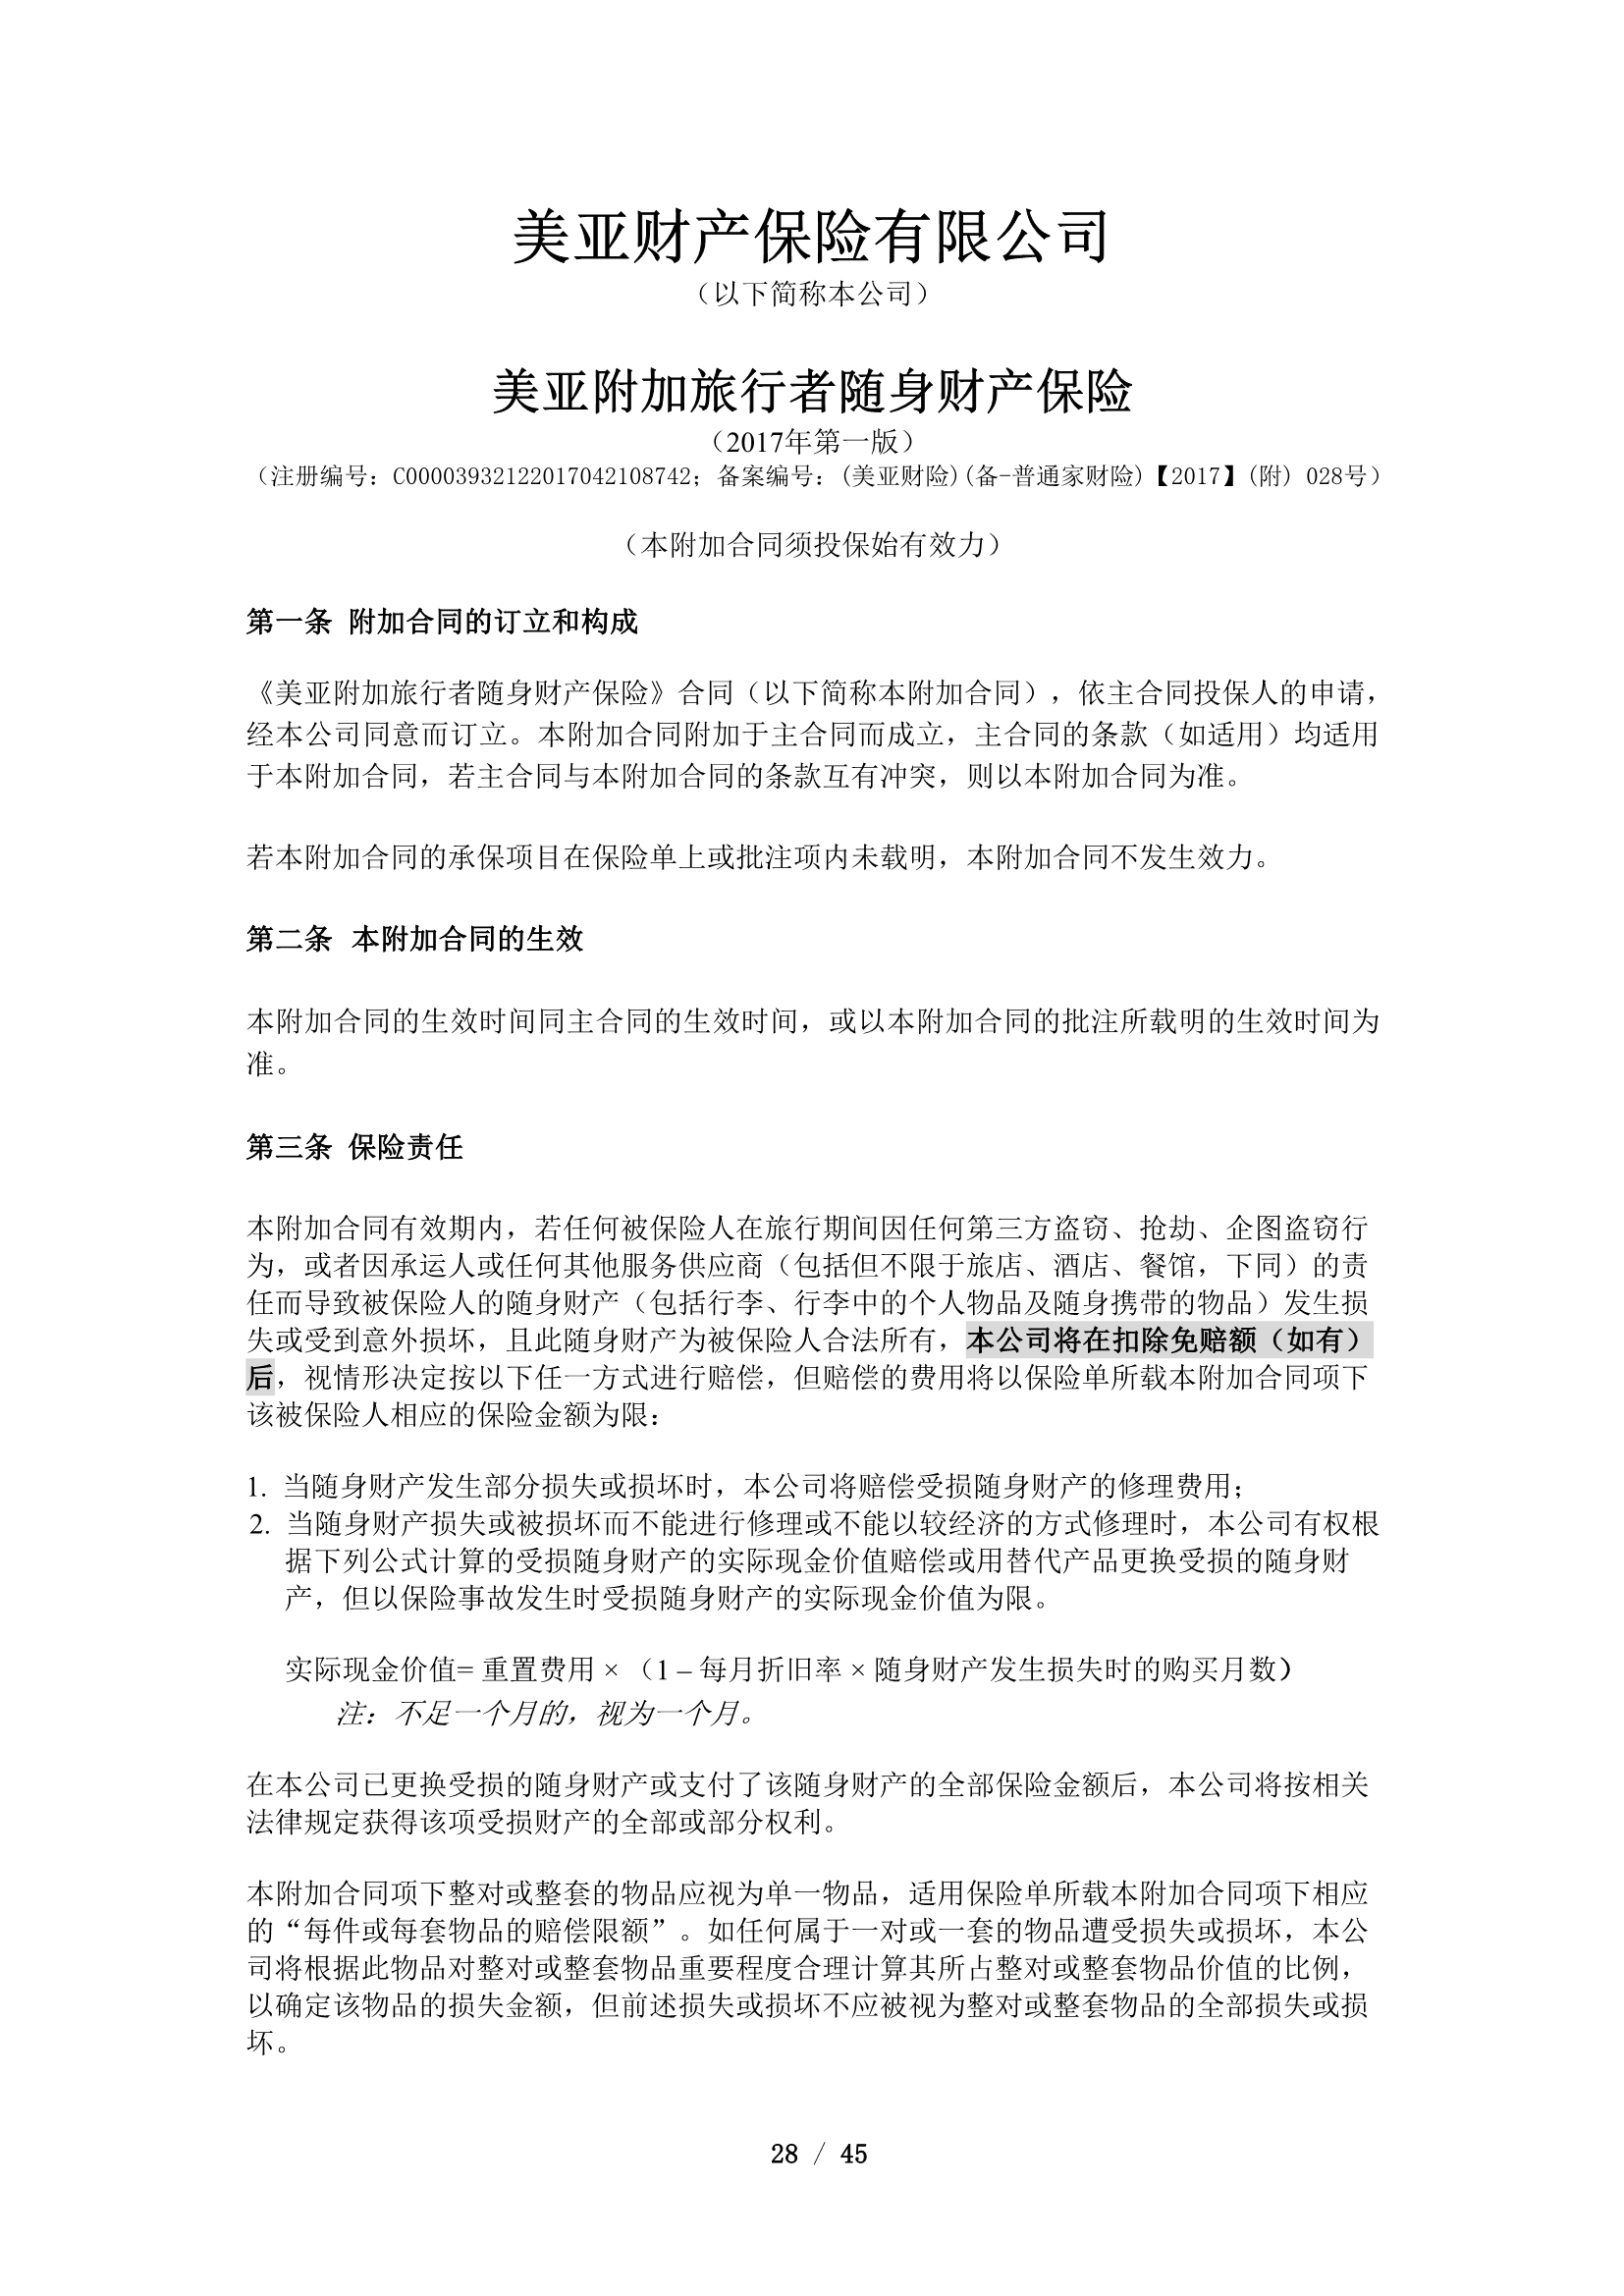 美亚财产保险有限公司
（以下简称本公司）
美亚附加旅行者随身财产保险
（2017年第一版）
（注册编号：C00003932122017042108742；备案编号：(美亚财险)(备-普通家财险)【2017】(附) 028号）
（本附加合同须投保始有效力）
第一条 附加合同的订立和构成
《美亚附加旅行者随身财产保险》合同（以下简称本附加合同），依主合同投保人的申请，
经本公司同意而订立。本附加合同附加于主合同而成立，主合同的条款（如适用）均适用
于本附加合同，若主合同与本附加合同的条款互有冲突，则以本附加合同为准。
若本附加合同的承保项目在保险单上或批注项内未载明，本附加合同不发生效力。
第二条 本附加合同的生效
本附加合同的生效时间同主合同的生效时间，或以本附加合同的批注所载明的生效时间为
准。
第三条 保险责任
本附加合同有效期内，若任何被保险人在旅行期间因任何第三方盗窃、抢劫、企图盗窃行
为，或者因承运人或任何其他服务供应商（包括但不限于旅店、酒店、餐馆，下同）的责
任而导致被保险人的随身财产（包括行李、行李中的个人物品及随身携带的物品）发生损
失或受到意外损坏，且此随身财产为被保险人合法所有，本公司将在扣除免赔额（如有）
后，视情形决定按以下任一方式进行赔偿，但赔偿的费用将以保险单所载本附加合同项下
该被保险人相应的保险金额为限：
1. 当随身财产发生部分损失或损坏时，本公司将赔偿受损随身财产的修理费用；
2. 当随身财产损失或被损坏而不能进行修理或不能以较经济的方式修理时，本公司有权根
据下列公式计算的受损随身财产的实际现金价值赔偿或用替代产品更换受损的随身财
产，但以保险事故发生时受损随身财产的实际现金价值为限。
实际现金价值= 重置费用 × （1 – 每月折旧率 × 随身财产发生损失时的购买月数）
注：不足一个月的，视为一个月。
在本公司已更换受损的随身财产或支付了该随身财产的全部保险金额后，本公司将按相关
法律规定获得该项受损财产的全部或部分权利。
本附加合同项下整对或整套的物品应视为单一物品，适用保险单所载本附加合同项下相应
的“每件或每套物品的赔偿限额”。如任何属于一对或一套的物品遭受损失或损坏，本公
司将根据此物品对整对或整套物品重要程度合理计算其所占整对或整套物品价值的比例，
以确定该物品的损失金额，但前述损失或损坏不应被视为整对或整套物品的全部损失或损
坏。
28 / 45